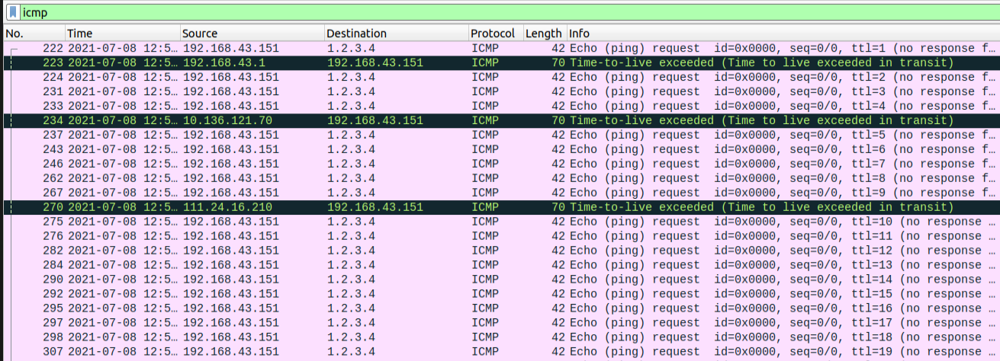 icmp
No. Time Source Destination Protocol Length Info
222 2021-07-08 12:5… 192.168.43.151 1.2.3.4 ICMP 42 Echo (ping) request id=0x0000, seq=0/0, ttl=1 (no response f…
223 2021-07-08 12:5… 192.168.43.1 192.168.43.151 ICMP 70 Time-to-live exceeded (Time to live exceeded in transit)
224 2021-07-08 12:5… 192.168.43.151 1.2.3.4 ICMP 42 Echo (ping) request id=0x0000, seq=0/0, ttl=2 (no response f…
231 2021-07-08 12:5… 192.168.43.151 1.2.3.4 ICMP 42 Echo (ping) request id=0x0000, seq=0/0, ttl=3 (no response f…
233 2021-07-08 12:5… 192.168.43.151 1.2.3.4 ICMP 42 Echo (ping) request id=0x0000, seq=0/0, ttl=4 (no response f…
234 2021-07-08 12:5… 10.136.121.70 192.168.43.151 ICMP 70 Time-to-live exceeded (Time to live exceeded in transit)
237 2021-07-08 12:5… 192.168.43.151 1.2.3.4 ICMP 42 Echo (ping) request id=0x0000, seq=0/0, ttl=5 (no response f…
243 2021-07-08 12:5… 192.168.43.151 1.2.3.4 ICMP 42 Echo (ping) request id=0x0000, seq=0/0, ttl=6 (no response f…
246 2021-07-08 12:5… 192.168.43.151 1.2.3.4 ICMP 42 Echo (ping) request id=0x0000, seq=0/0, ttl=7 (no response f…
262 2021-07-08 12:5… 192.168.43.151 1.2.3.4 ICMP 42 Echo (ping) request id=0x0000, seq=0/0, ttl=8 (no response f…
267 2021-07-08 12:5… 192.168.43.151 1.2.3.4 ICMP 42 Echo (ping) request id=0x0000, seq=0/0, ttl=9 (no response f…
270 2021-07-08 12:5… 111.24.16.210 192.168.43.151 ICMP 70 Time-to-live exceeded (Time to live exceeded in transit)
275 2021-07-08 12:5… 192.168.43.151 1.2.3.4 ICMP 42 Echo (ping) request id=0x0000, seq=0/0, ttl=10 (no response …
276 2021-07-08 12:5… 192.168.43.151 1.2.3.4 ICMP 42 Echo (ping) request id=0x0000, seq=0/0, ttl=11 (no response …
282 2021-07-08 12:5… 192.168.43.151 1.2.3.4 ICMP 42 Echo (ping) request id=0x0000, seq=0/0, ttl=12 (no response …
284 2021-07-08 12:5… 192.168.43.151 1.2.3.4 ICMP 42 Echo (ping) request id=0x0000, seq=0/0, ttl=13 (no response …
290 2021-07-08 12:5… 192.168.43.151 1.2.3.4 ICMP 42 Echo (ping) request id=0x0000, seq=0/0, ttl=14 (no response …
292 2021-07-08 12:5… 192.168.43.151 1.2.3.4 ICMP 42 Echo (ping) request id=0x0000, seq=0/0, ttl=15 (no response …
295 2021-07-08 12:5… 192.168.43.151 1.2.3.4 ICMP 42 Echo (ping) request id=0x0000, seq=0/0, ttl=16 (no response …
297 2021-07-08 12:5… 192.168.43.151 1.2.3.4 ICMP 42 Echo (ping) request id=0x0000, seq=0/0, ttl=17 (no response …
298 2021-07-08 12:5… 192.168.43.151 1.2.3.4 ICMP 42 Echo (ping) request id=0x0000, seq=0/0, ttl=18 (no response …
307 2021-07-08 12:5… 192.168.43.151 1.2.3.4 ICMP 42 Echo (ping) request id=0x0000, seq=0/0, ttl=19 (no response …